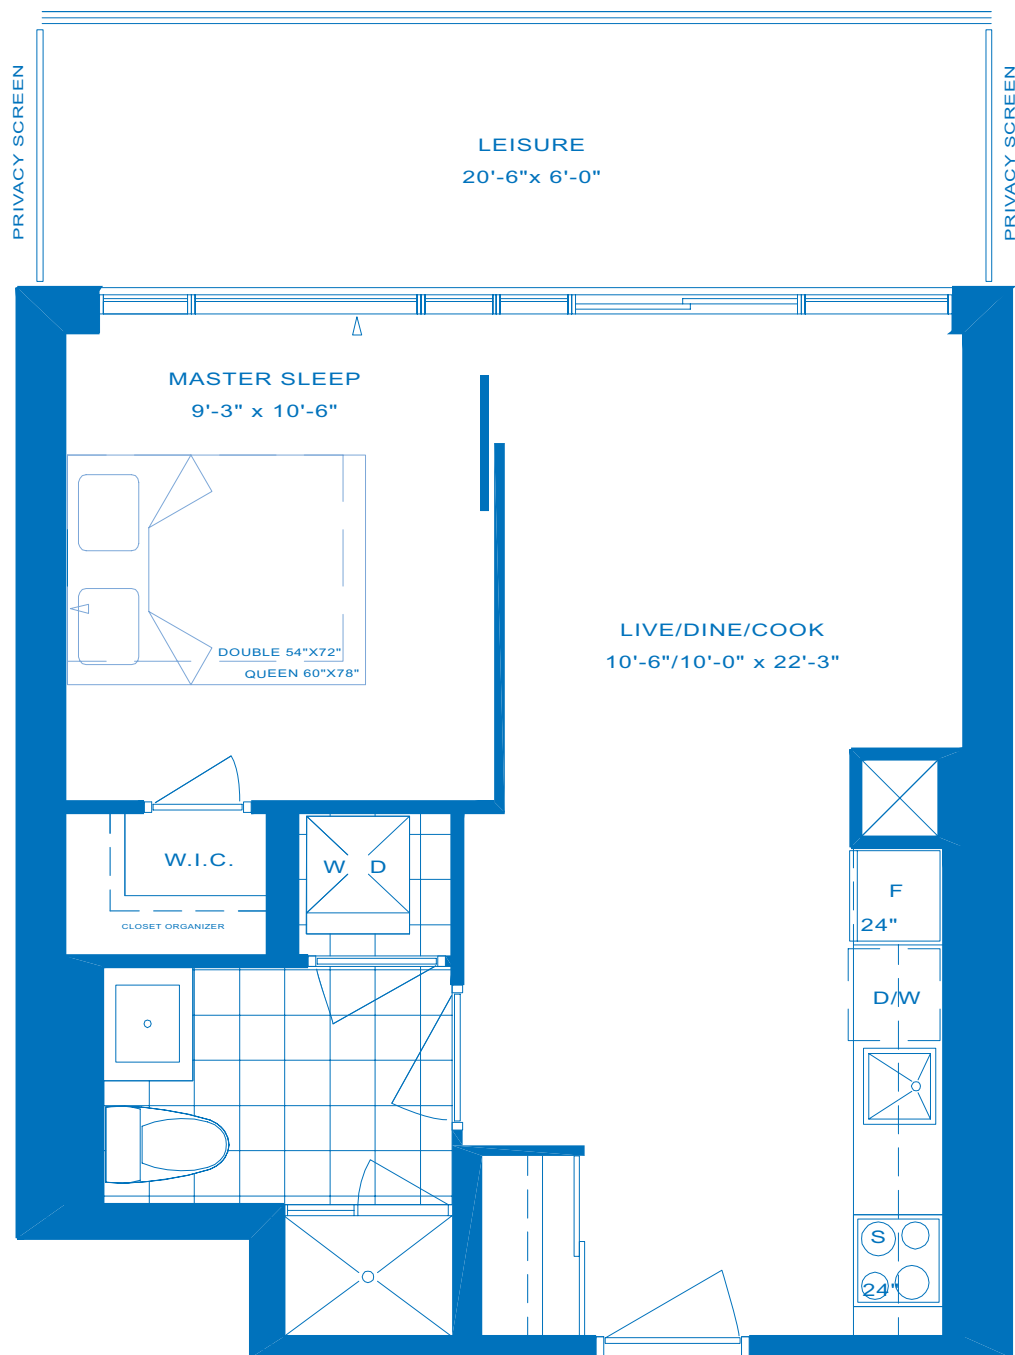 PRIVACY SCREEN
PRIVACY SCREEN
LEISURE
20'-6"x 6'-0"
MASTER SLEEP
9'-3" x 10'-6"
DOUBLE 54"X72"
QUEEN 60"X78"
LIVE/DINE/COOK
10'-6"/10'-0" x 22'-3"
W.I.C.
CLOSET ORGANIZER
W D
F
24"
D/W
S
24"